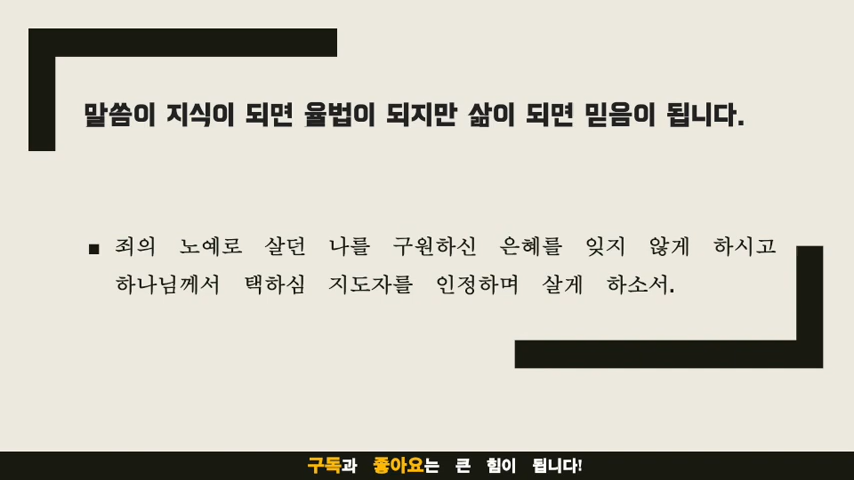 말씀이 지식이 되면 율법이 되지만 삶이 되면 믿음이 됩니다.
■ 죄의 노예로 살던 나를 구원하신 은혜를 잊지 않게 하시고
하나님께서 택하심 지도자를 인정하며 살게 하소서.
구독과 좋아요는 큰 힘이 됩니다!